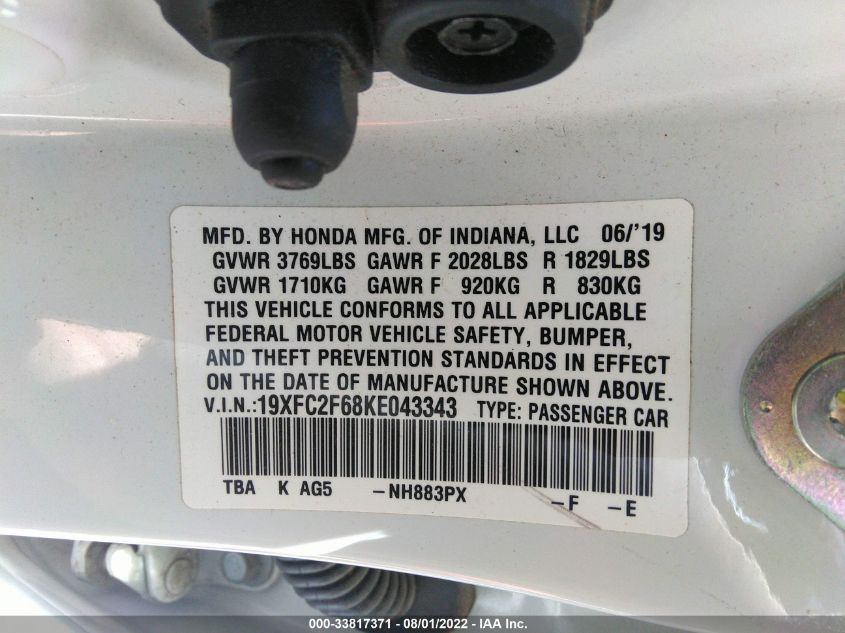 MFD. BY HONDA MFG. OF INDIANA, LLC 06/'19
GVWR 3769LBS GAWR F 2028LBS R 1829LBS
GVWR 1710KG GAWR F 920KG R 830KG
THIS VEHICLE CONFORMS TO ALL APPLICABLE
FEDERAL MOTOR VEHICLE SAFETY, BUMPER,
AND THEFT PREVENTION STANDARDS IN EFFECT
ON THE DATE OF MANUFACTURE SHOWN ABOVE.
V.I.N.:19XFC2F68KE043343 TYPE: PASSENGER CAR
TBA K AG5 -NH883PX -F -E
000-33817371 - 08/01/2022 - IAA Inc.